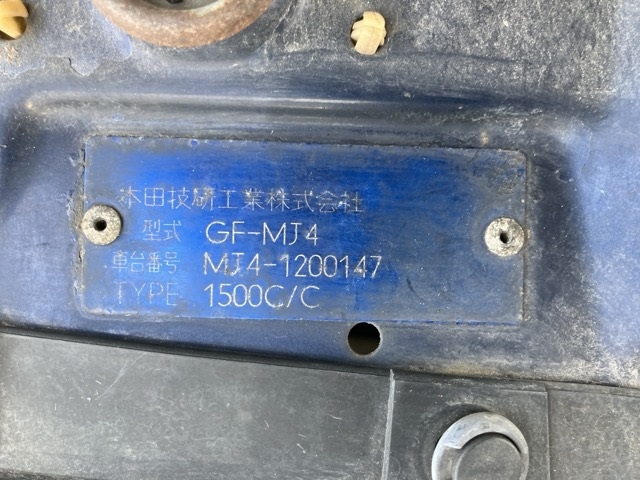 本田技研工業株式会社
型式 GF-MJ4
車台番号 MJ4-1200147
TYPE 1500C/C